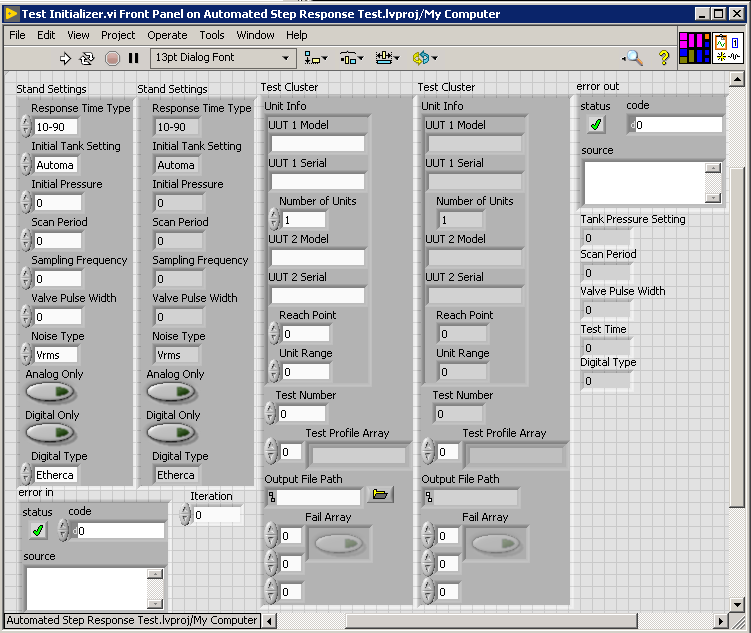 Test Initializer.vi Front Panel on Automated Step Response Test.lvproj/My Computer
File Edit View Project Operate Tools Window Help
13pt Dialog Font
Stand Settings
Response Time Type
10-90
Initial Tank Setting
Automa
Initial Pressure
0
Scan Period
0
Sampling Frequency
0
Valve Pulse Width
0
Noise Type
Vrms
Analog Only
Digital Only
Digital Type
Etherca
Stand Settings
Response Time Type
10-90
Initial Tank Setting
Automa
Initial Pressure
0
Scan Period
0
Sampling Frequency
0
Valve Pulse Width
0
Noise Type
Vrms
Analog Only
Digital Only
Digital Type
Etherca
error in
status code
0
source
Iteration
0
Test Cluster
Unit Info
UUT 1 Model
UUT 1 Serial
Number of Units
1
UUT 2 Model
UUT 2 Serial
Reach Point
0
Unit Range
0
Test Number
0
Test Profile Array
0
Output File Path
Fail Array
0
0
0
Test Cluster
Unit Info
UUT 1 Model
UUT 1 Serial
Number of Units
1
UUT 2 Model
UUT 2 Serial
Reach Point
0
Unit Range
0
Test Number
0
Test Profile Array
0
Output File Path
Fail Array
0
0
0
error out
status code
0
source
Tank Pressure Setting
0
Scan Period
0
Valve Pulse Width
0
Test Time
0
Digital Type
0
Automated Step Response Test.lvproj/My Computer